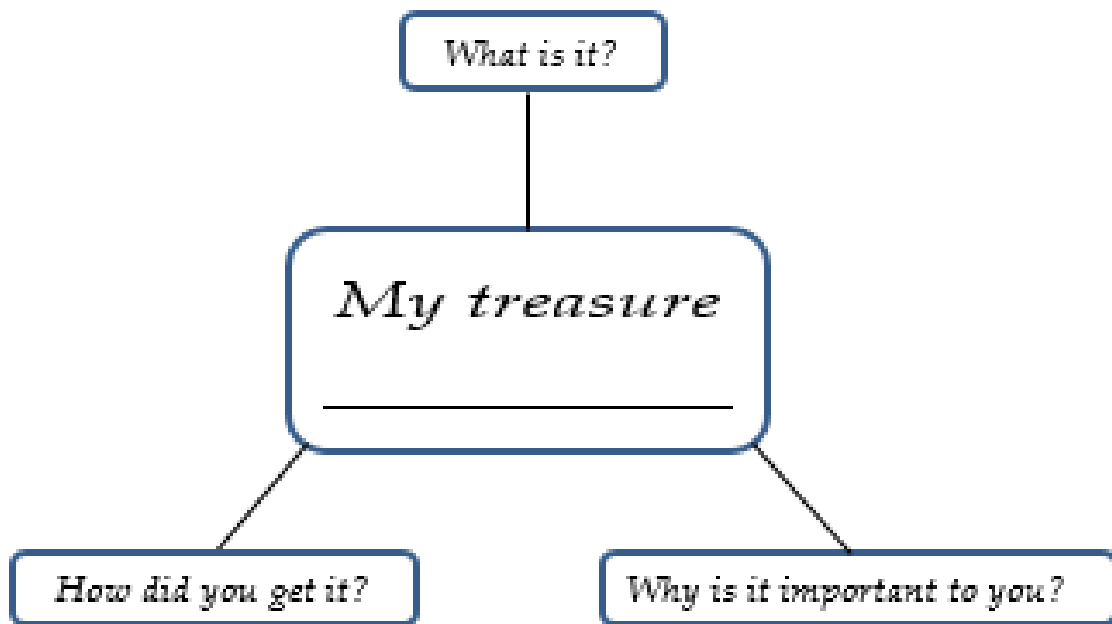 What is it?
My treasure
How did you get it?
Why is it important to you?